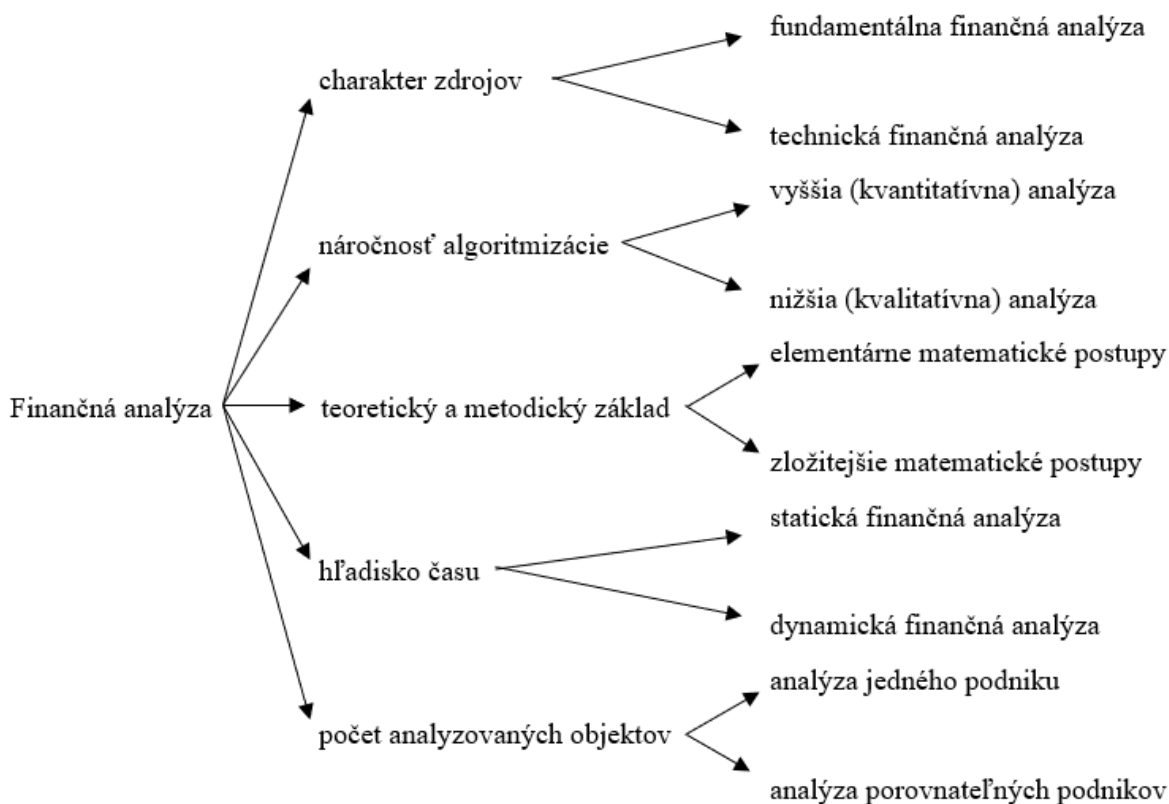 Finančná analýza
charakter zdrojov
fundamentálna finančná analýza
technická finančná analýza
náročnosť algoritmizácie
vyššia (kvantitatívna) analýza
nižšia (kvalitatívna) analýza
teoretický a metodický základ
elementárne matematické postupy
zložitejšie matematické postupy
hľadisko času
statická finančná analýza
dynamická finančná analýza
počet analyzovaných objektov
analýza jedného podniku
analýza porovnateľných podnikov